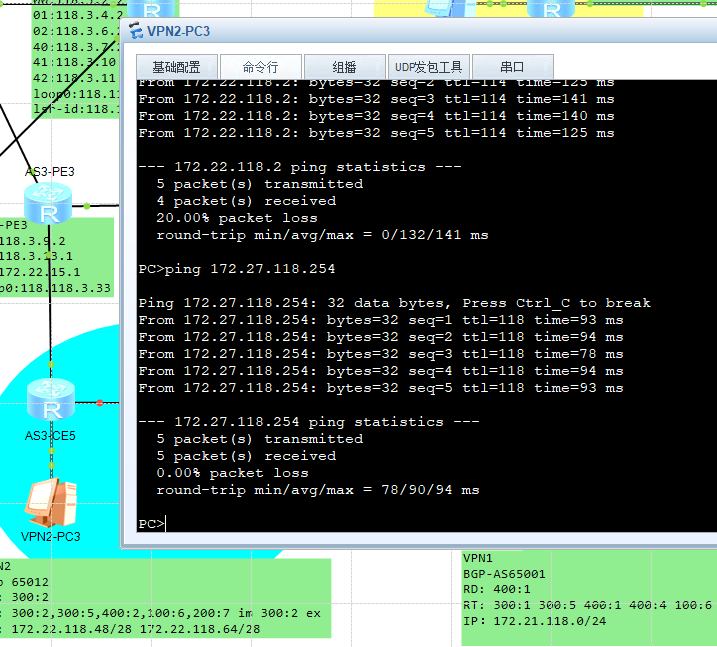 01:118.3.4.2
02:118.3.6.
40:118.3.7.
41:118.3.10
42:118.3.11
loop0:118.11
lsr-id:118.1
AS3-PE3
-PE3
118.3.9.2
118.3.13.1
172.22.15.1
p0:118.118.3.33
AS3-CE5
VPN2-PC3
VPN2-PC3
基础配置 命令行 组播 UDP发包工具 串口
From 172.22.118.2: bytes=32 seq=2 ttl=114 time=125 ms
From 172.22.118.2: bytes=32 seq=3 ttl=114 time=141 ms
From 172.22.118.2: bytes=32 seq=4 ttl=114 time=140 ms
From 172.22.118.2: bytes=32 seq=5 ttl=114 time=125 ms
--- 172.22.118.2 ping statistics ---
5 packet(s) transmitted
4 packet(s) received
20.00% packet loss
round-trip min/avg/max = 0/132/141 ms
PC>ping 172.27.118.254
Ping 172.27.118.254: 32 data bytes, Press Ctrl_C to break
From 172.27.118.254: bytes=32 seq=1 ttl=118 time=93 ms
From 172.27.118.254: bytes=32 seq=2 ttl=118 time=94 ms
From 172.27.118.254: bytes=32 seq=3 ttl=118 time=78 ms
From 172.27.118.254: bytes=32 seq=4 ttl=118 time=94 ms
From 172.27.118.254: bytes=32 seq=5 ttl=118 time=93 ms
--- 172.27.118.254 ping statistics ---
5 packet(s) transmitted
5 packet(s) received
0.00% packet loss
round-trip min/avg/max = 78/90/94 ms
PC>
N2
65012
: 300:2
: 300:2,300:5,400:2,100:6,200:7 im 300:2 ex
: 172.22.118.48/28 172.22.118.64/28
VPN1
BGP-AS65001
RD: 400:1
RT: 300:1 300:5 400:1 400:4 100:6
IP: 172.21.118.0/24